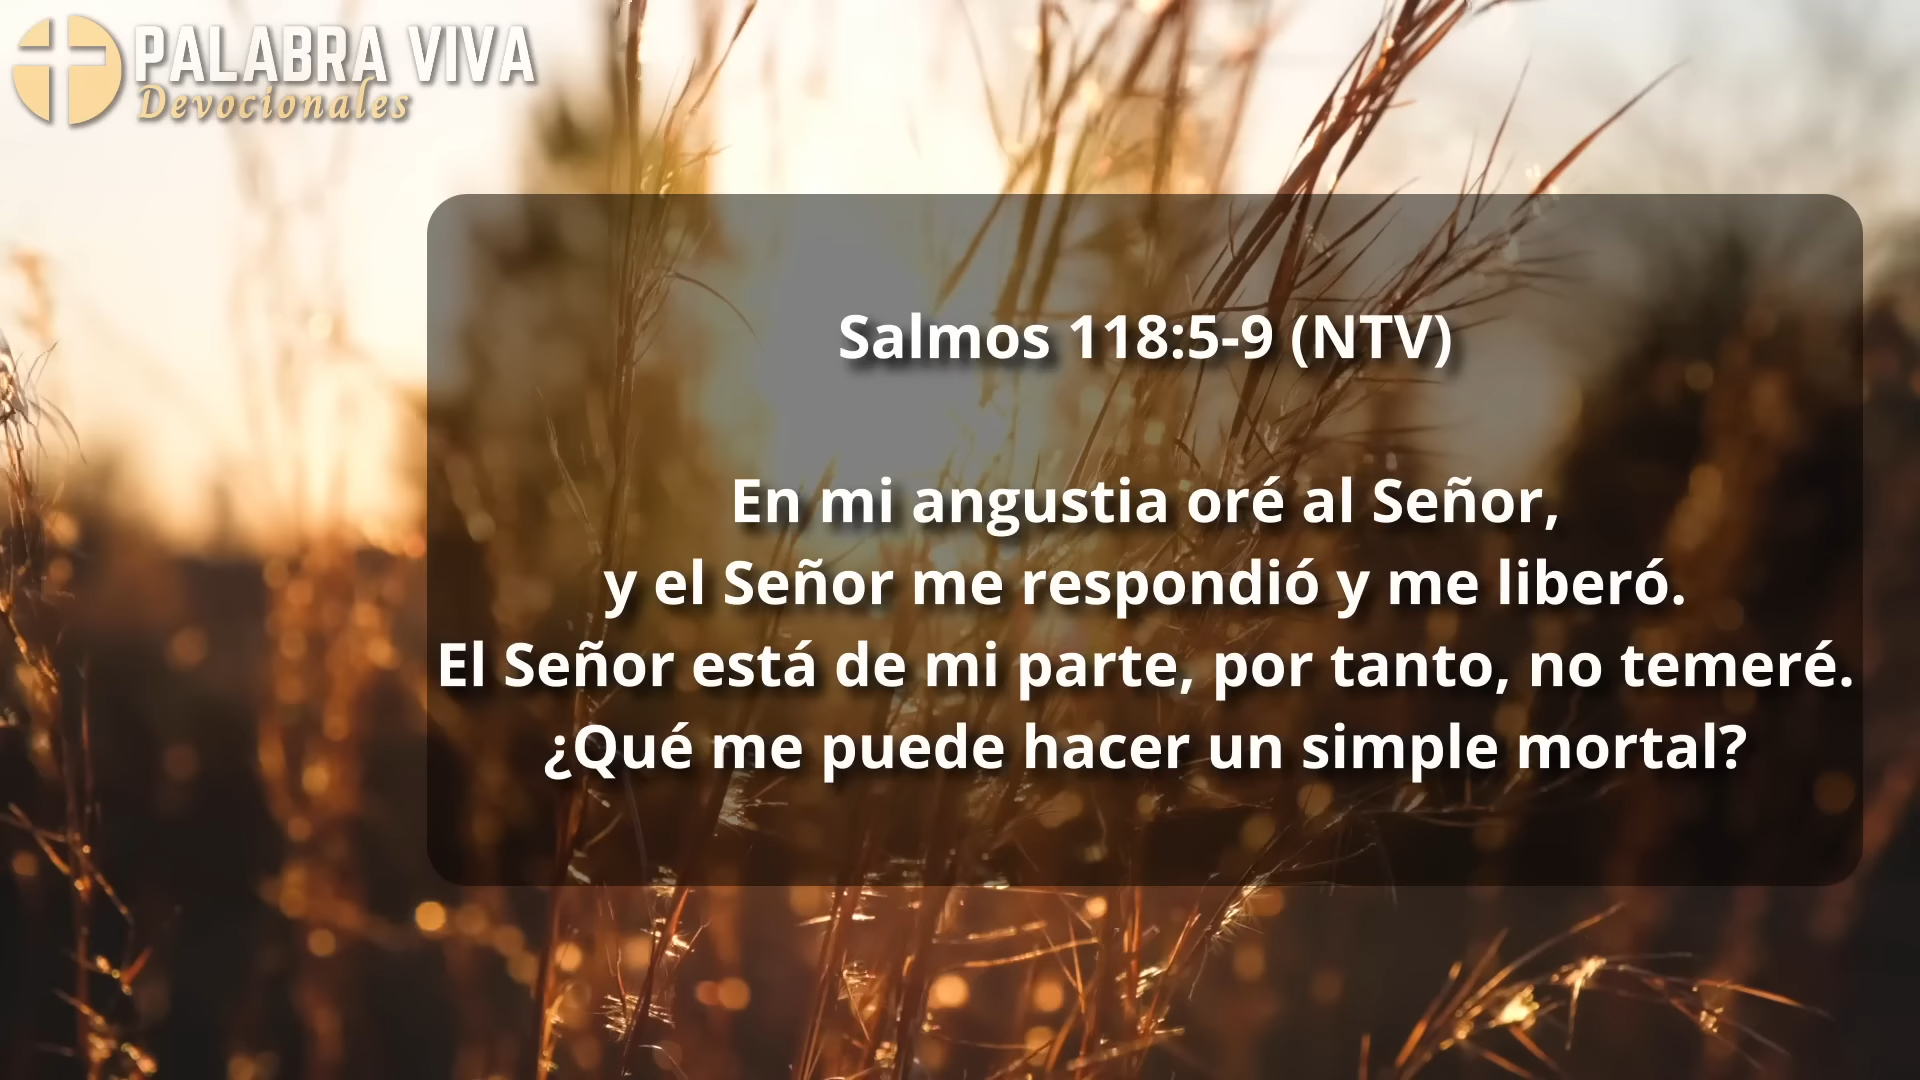 PALABRA VIVA
Devocionales
Salmos 118:5-9 (NTV)
En mi angustia oré al Señor,
y el Señor me respondió y me liberó.
El Señor está de mi parte, por tanto, no temeré.
¿Qué me puede hacer un simple mortal?